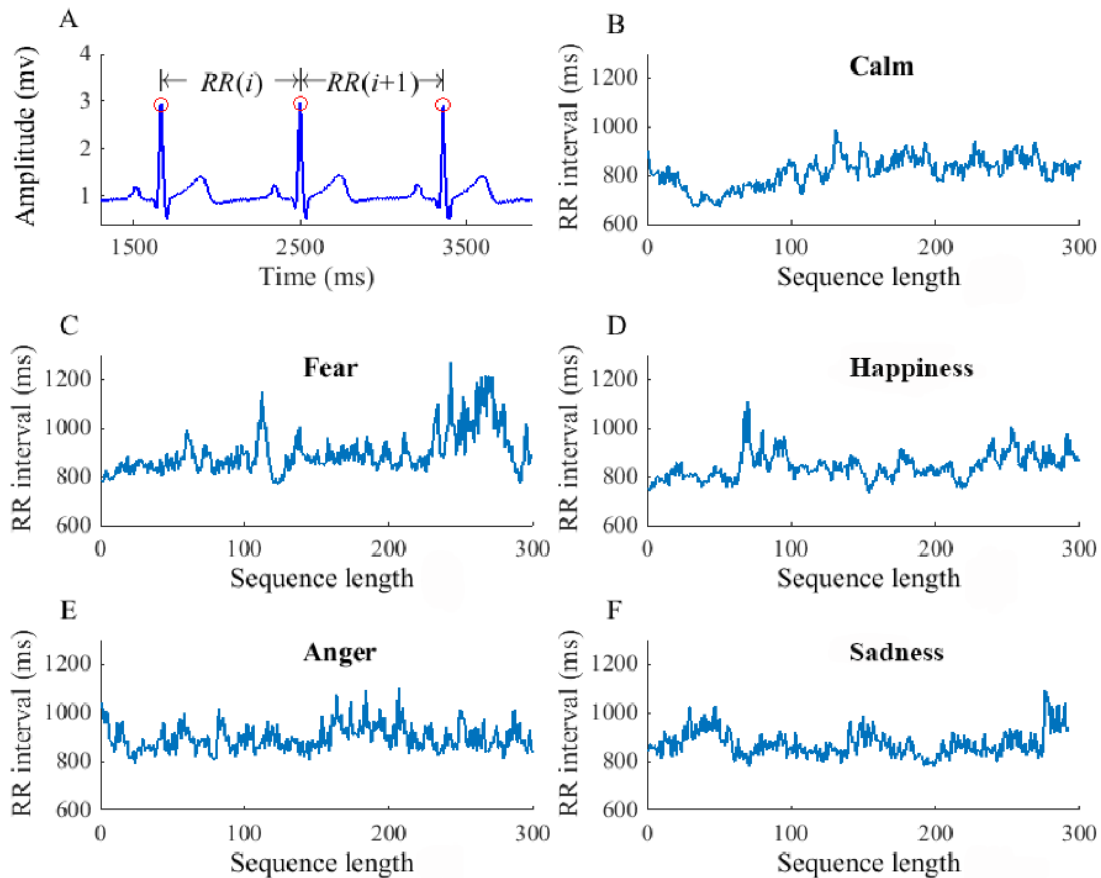 A
Amplitude (mv)
4
3
2
1
RR(i)
RR(i+1)
1500
2500
3500
Time (ms)
B
RR interval (ms)
1200
1000
800
600
Calm
0
100
200
300
Sequence length
C
RR interval (ms)
1200
1000
800
600
Fear
0
100
200
300
Sequence length
D
RR interval (ms)
1200
1000
800
600
Happiness
0
100
200
300
Sequence length
E
RR interval (ms)
1200
1000
800
600
Anger
0
100
200
300
Sequence length
F
RR interval (ms)
1200
1000
800
600
Sadness
0
100
200
300
Sequence length